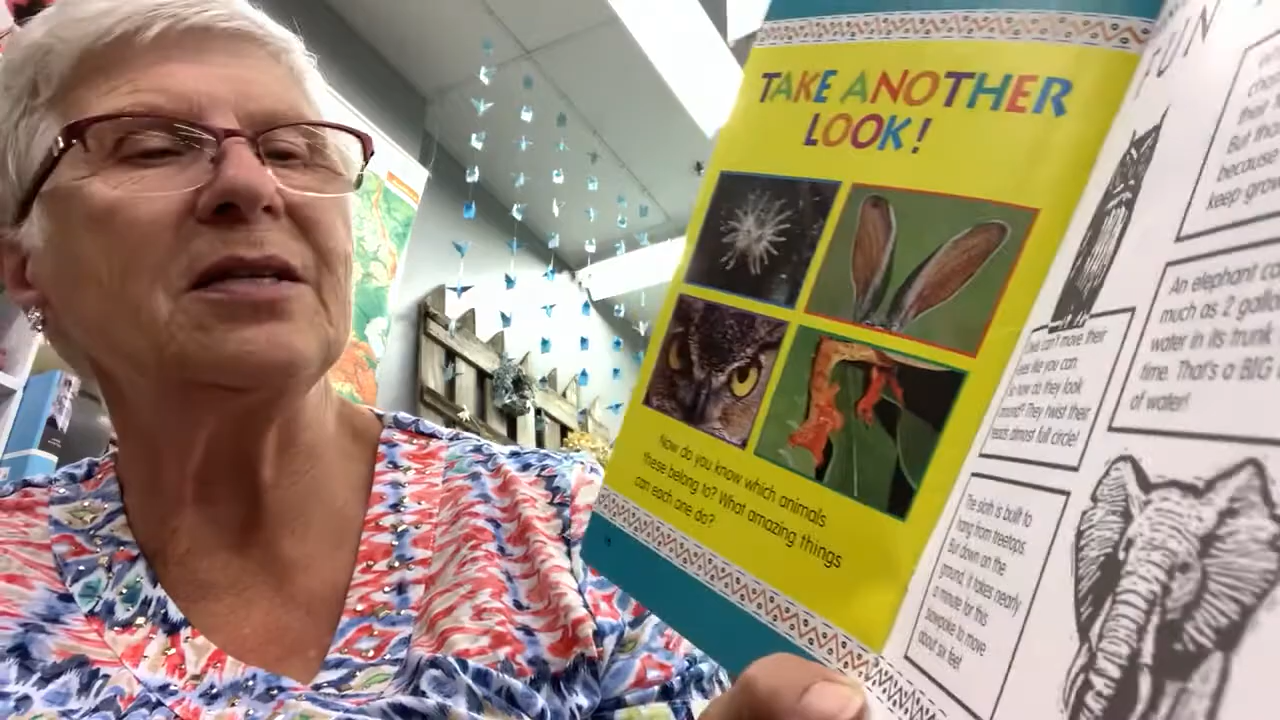 TAKE ANOTHER
LOOK!
Now do you know which animals
these belong to? What amazing things
can each one do?
FUN
their
But tho
because
keep grow
An elephant ca
much as 2 gallo
water in its trunk
time. That's a BIG
of water!
can't move their
eyes like you can
so how do they look
around? They twist their
heads almost full circle!
The sloth is built to
hang from treetops.
But down on the
ground, it takes nearly
a minute for this
slowpoke to move
about six feet